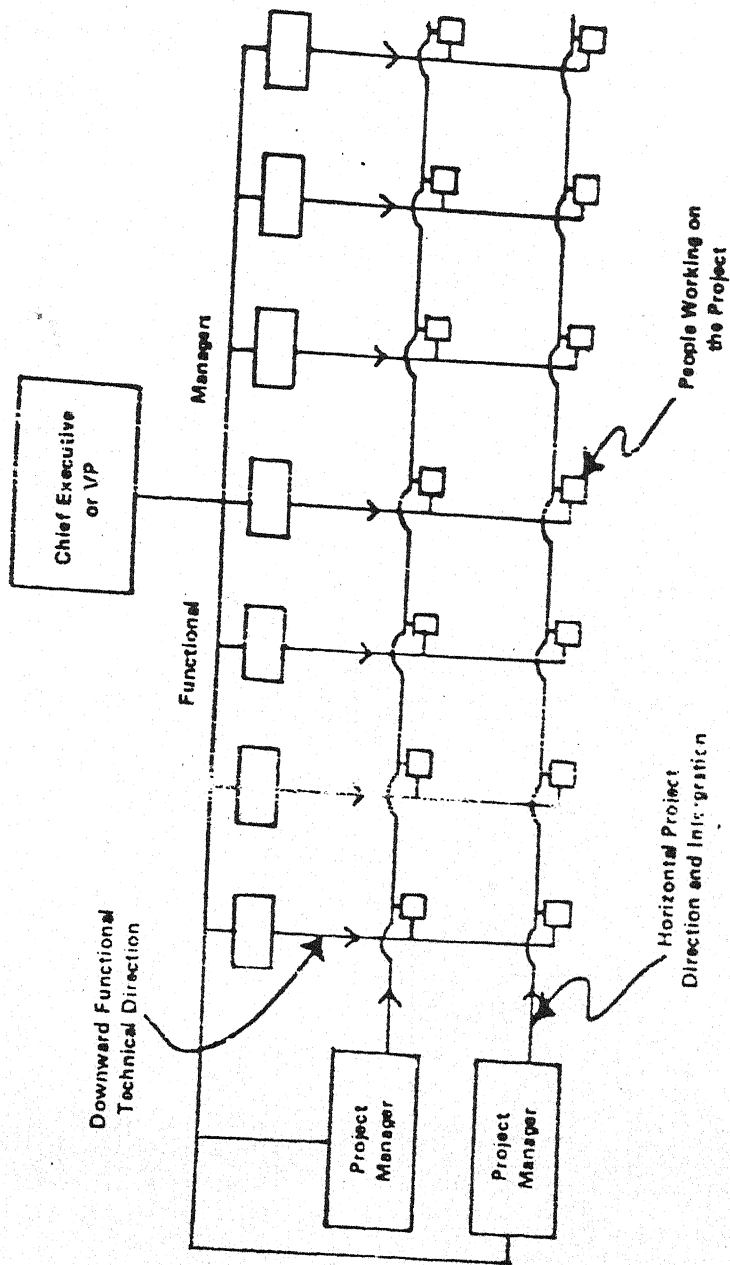 Chief Executive
or VP
Functional
Managers
Downward Functional
Technical Direction
Project
Manager
Project
Manager
Horizontal Project
Direction and Integration
People Working on
the Project